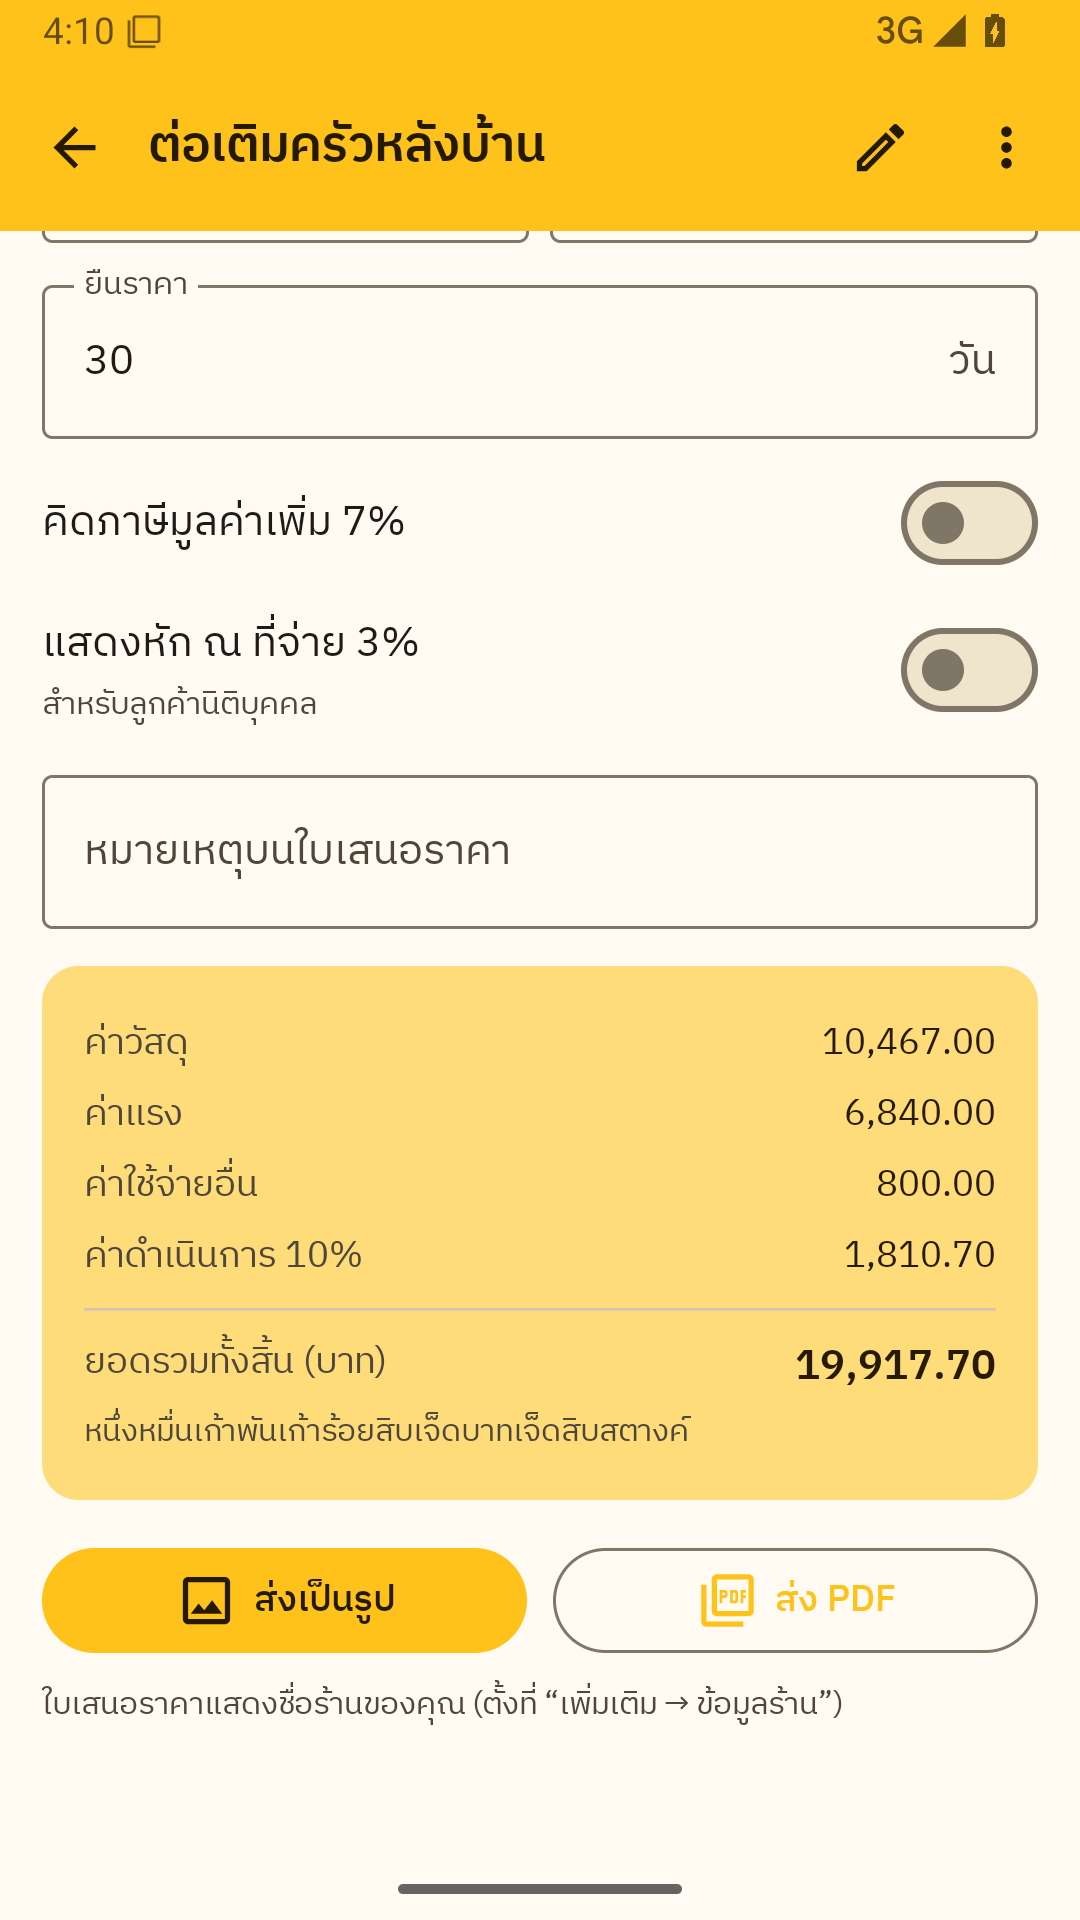 4:10
3G
ต่อเติมครัวหลังบ้าน
ยืนราคา
30 วัน
คิดภาษีมูลค่าเพิ่ม 7%
แสดงหัก ณ ที่จ่าย 3%
สำหรับลูกค้านิติบุคคล
หมายเหตุบนใบเสนอราคา
ค่าวัสดุ 10,467.00
ค่าแรง 6,840.00
ค่าใช้จ่ายอื่น 800.00
ค่าดำเนินการ 10% 1,810.70
ยอดรวมทั้งสิ้น (บาท) 19,917.70
หนึ่งหมื่นเก้าพันเก้าร้อยสิบเจ็ดบาทเจ็ดสิบสตางค์
ส่งเป็นรูป
PDF ส่ง PDF
ใบเสนอราคาแสดงชื่อร้านของคุณ (ตั้งที่ “เพิ่มเติม → ข้อมูลร้าน”)